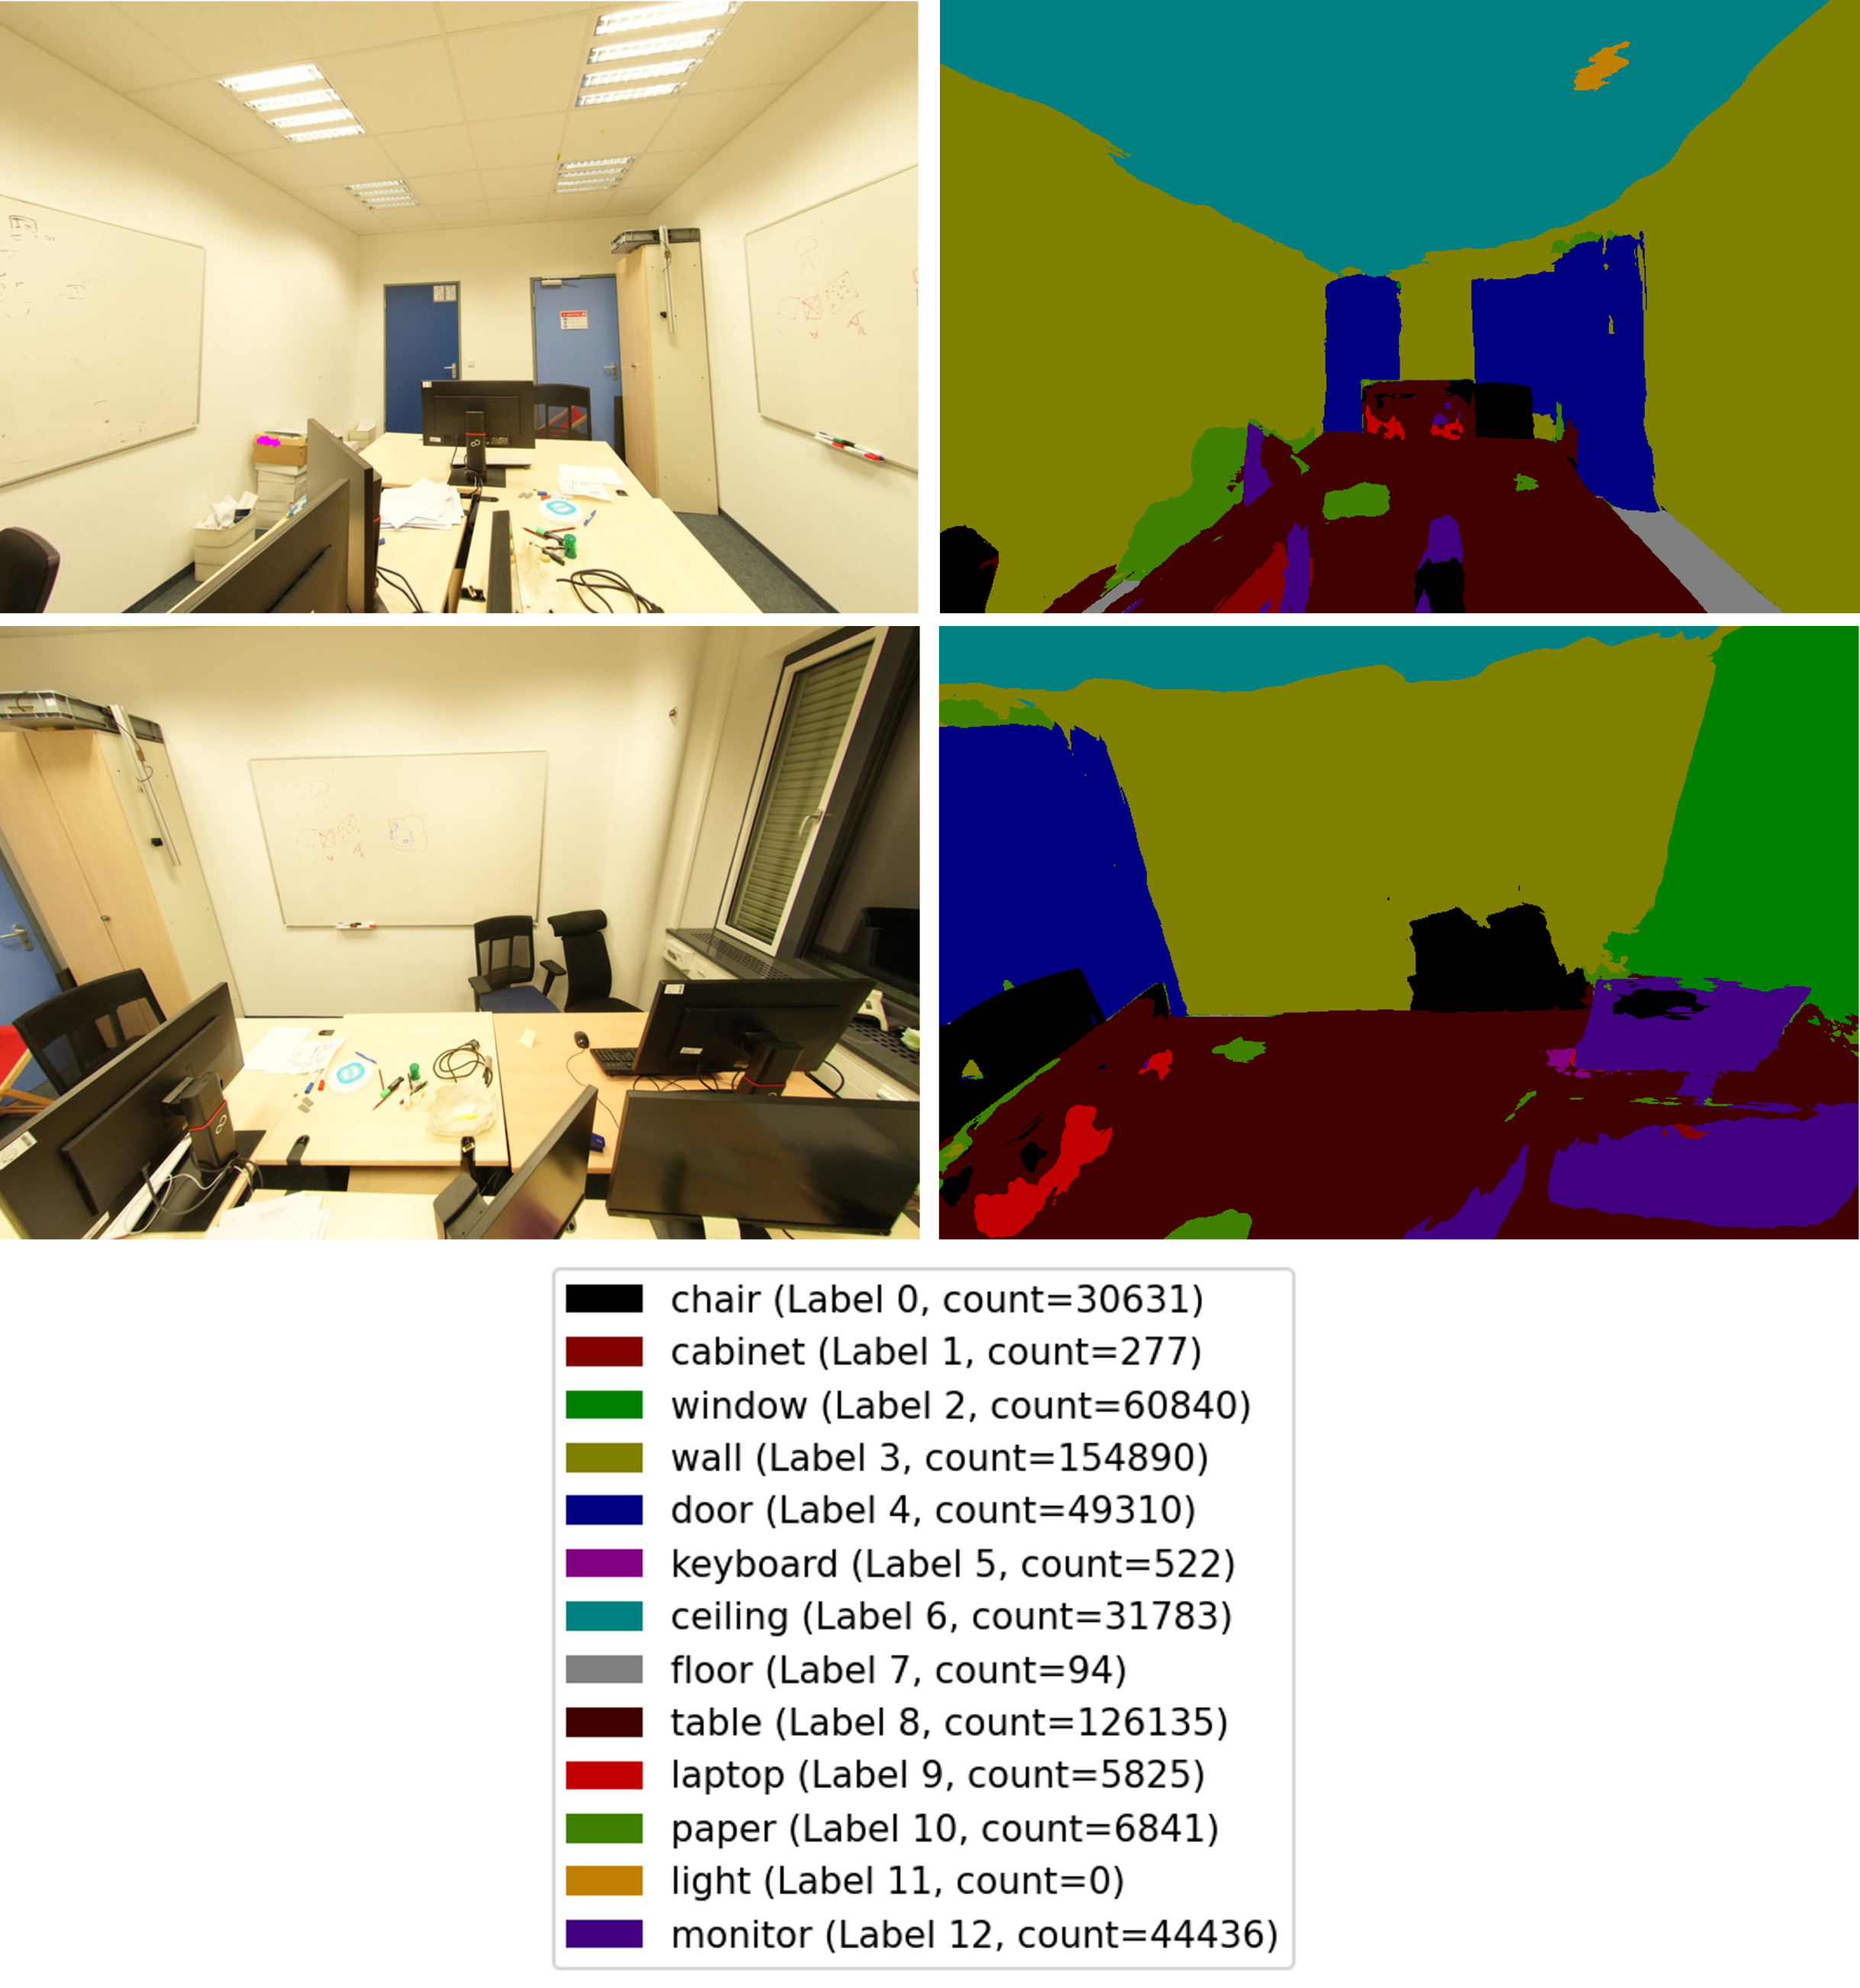 chair (Label 0, count=30631)
cabinet (Label 1, count=277)
window (Label 2, count=60840)
wall (Label 3, count=154890)
door (Label 4, count=49310)
keyboard (Label 5, count=522)
ceiling (Label 6, count=31783)
floor (Label 7, count=94)
table (Label 8, count=126135)
laptop (Label 9, count=5825)
paper (Label 10, count=6841)
light (Label 11, count=0)
monitor (Label 12, count=44436)